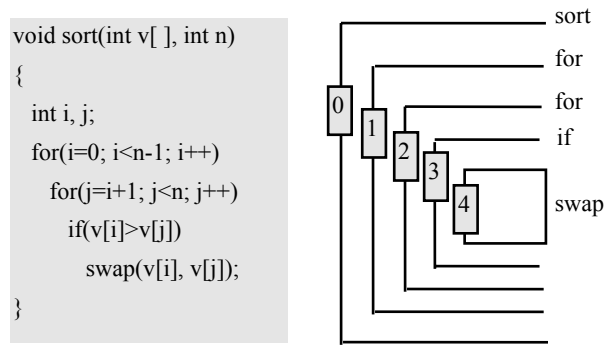 void sort(int v[ ], int n)
{
int i, j;
for(i=0; i<n-1; i++)
for(j=i+1; j<n; j++)
if(v[i]>v[j])
swap(v[i], v[j]);
}
sort
for
for
if
swap
0
1
2
3
4